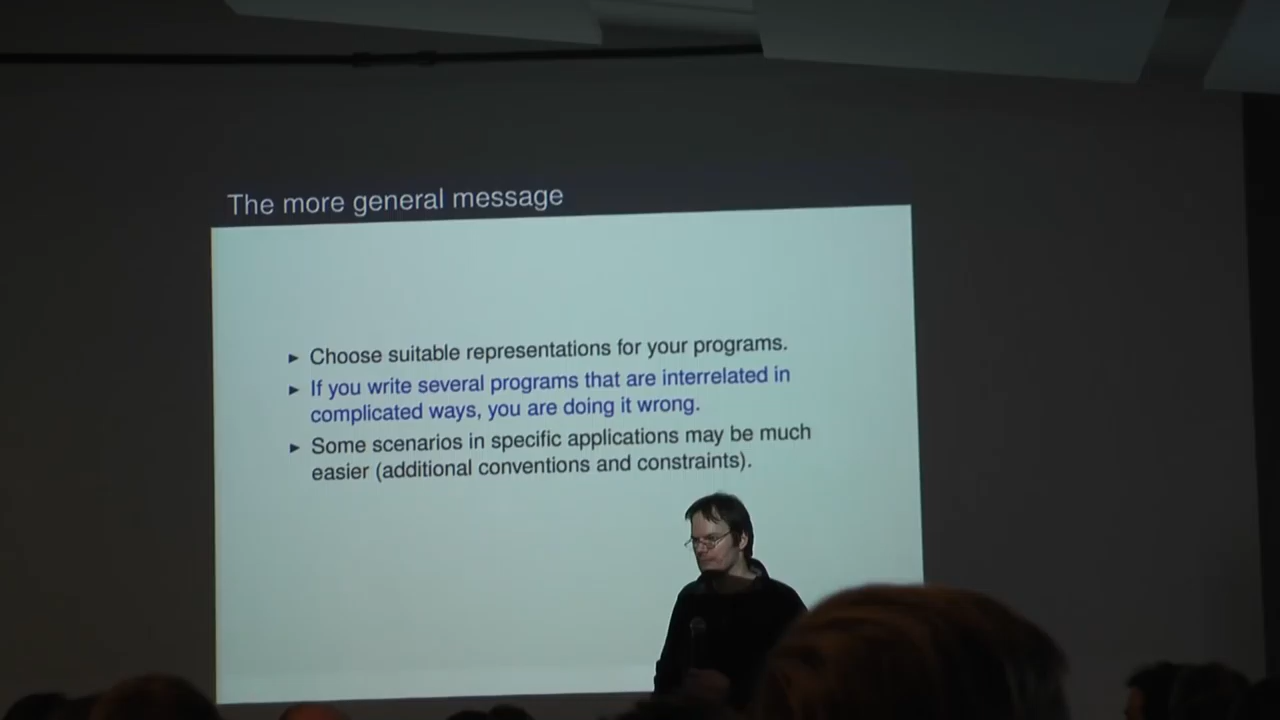 The more general message
► Choose suitable representations for your programs.
► If you write several programs that are interrelated in
complicated ways, you are doing it wrong.
► Some scenarios in specific applications may be much
easier (additional conventions and constraints).